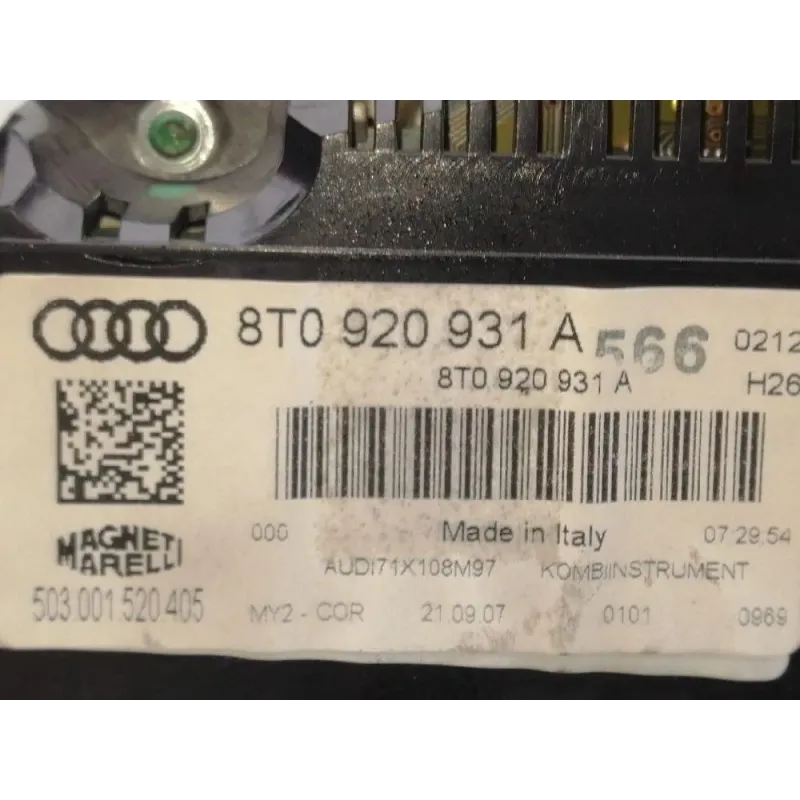 8T0 920 931 A 566 0212
8T0 920 931 A H26
000 Made in Italy 07:29:54
MAGNETI MARELLI
AUDI71X108M97 KOMBIINSTRUMENT
503.001.520.405 MY2 - COR 21.09.07 0101 0969